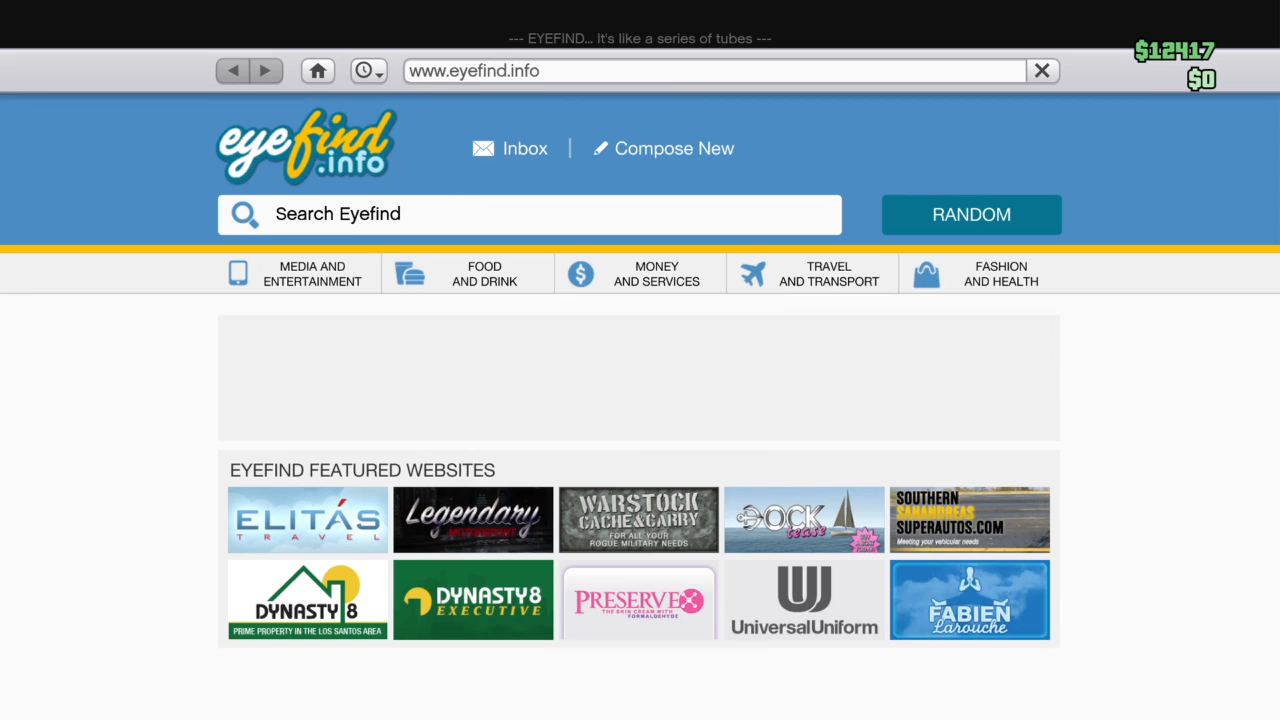 --- EYEFIND... It's like a series of tubes ---
$12417
www.eyefind.info
$0
eyefind
.info
Inbox
Compose New
Search Eyefind
RANDOM
MEDIA AND
ENTERTAINMENT
FOOD
AND DRINK
MONEY
AND SERVICES
TRAVEL
AND TRANSPORT
FASHION
AND HEALTH
EYEFIND FEATURED WEBSITES
ELITÁS
TRAVEL
Legendary
MOTORSPORT
WARSTOCK
CACHE&CARRY
FOR ALL YOUR
ROGUE MILITARY NEEDS
DOCK
tease
SOUTHERN
SANANDREAS
SUPERAUTOS.COM
Meeting your vehicular needs
DYNASTY 8
PRIME PROPERTY IN THE LOS SANTOS AREA
DYNASTY8
EXECUTIVE
PRESERVEX
THE SKIN CREAM WITH
FORMALDEHYDE
UniversalUniform
FABIEN
Larouche